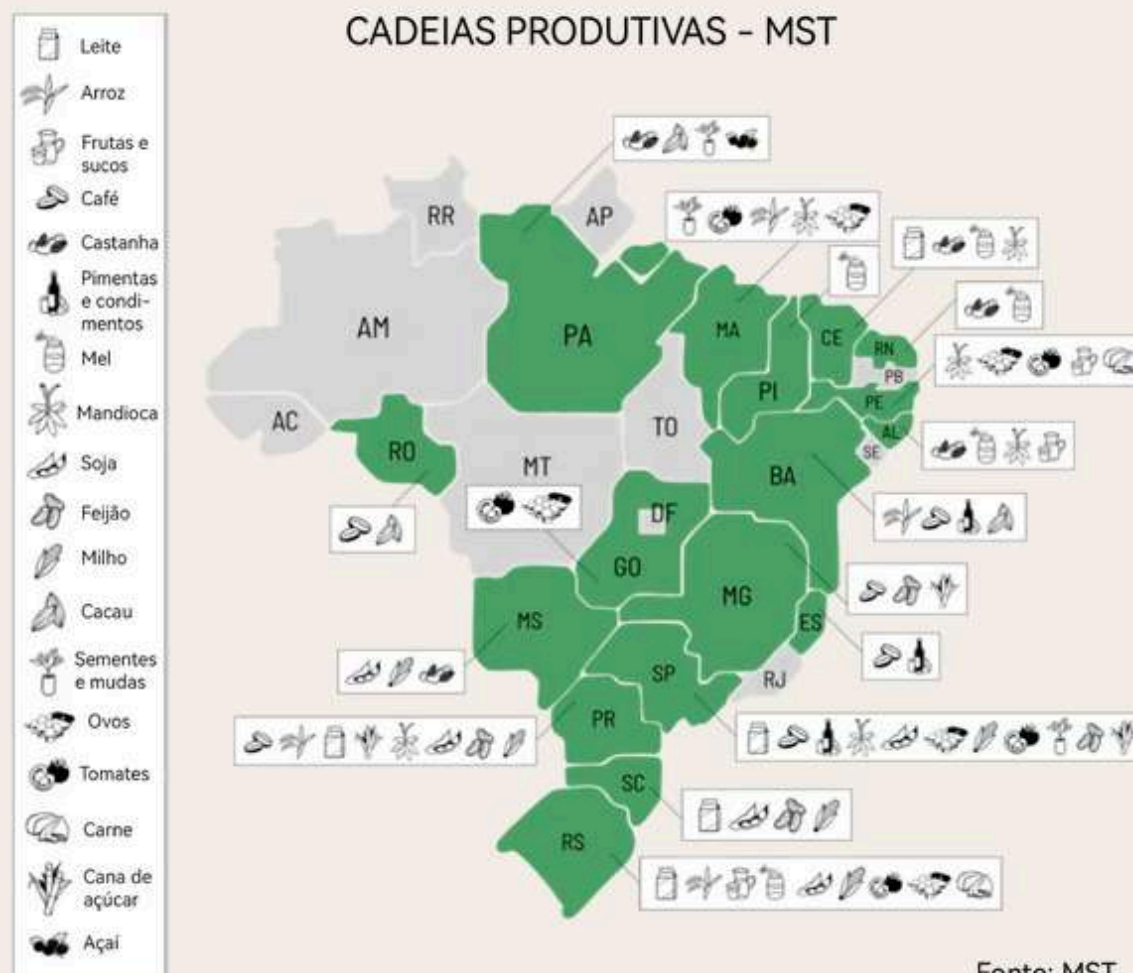 CADEIAS PRODUTIVAS - MST
Leite
Arroz
Frutas e
sucos
Café
Castanha
Pimentas
e condi-
mentos
Mel
Mandioca
Soja
Feijão
Milho
Cacau
Sementes
e mudas
Ovos
Tomates
Carne
Cana de
açúcar
Açaí
RR
AP
AM
PA
MA
CE
RN
PB
PI
PE
AL
SE
AC
TO
RO
MT
BA
DF
GO
MG
MS
ES
SP
RJ
PR
SC
RS
Fonte: MST